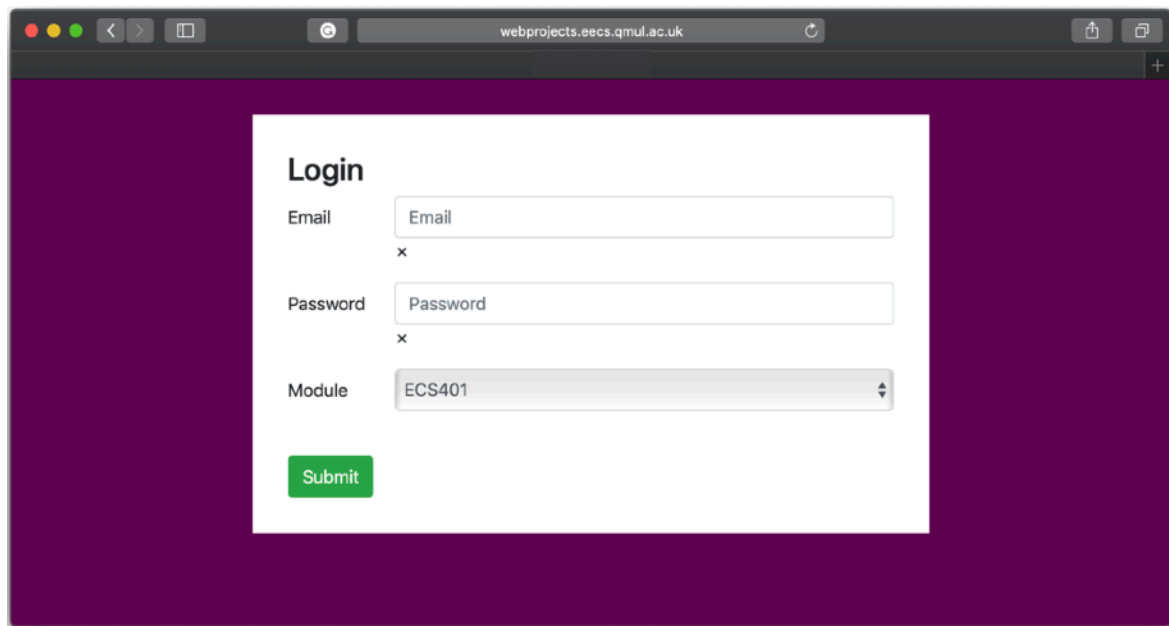 webprojects.eecs.qmul.ac.uk
Login
Email Email
×
Password Password
×
Module ECS401
Submit